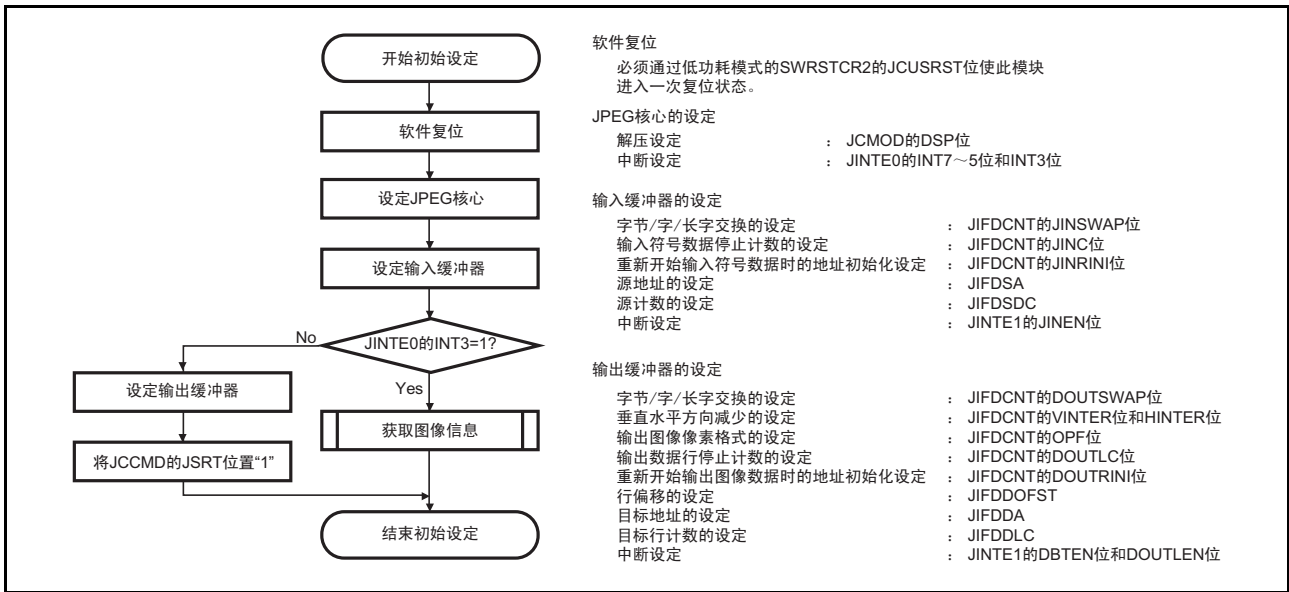 开始初始设定
软件复位
设定JPEG核心
设定输入缓冲器
JINTE0的INT3=1?
No
Yes
设定输出缓冲器
获取图像信息
将JCCMD的JSRT位置“1”
结束初始设定
软件复位
必须通过低功耗模式的SWRSTCR2的JCUSRST位使此模块
进入一次复位状态。
JPEG核心的设定
解压设定 : JCMOD的DSP位
中断设定 : JINTE0的INT7～5位和INT3位
输入缓冲器的设定
字节/字/长字交换的设定 : JIFDCNT的JINSWAP位
输入符号数据停止计数的设定 : JIFDCNT的JINC位
重新开始输入符号数据时的地址初始化设定 : JIFDCNT的JINRINI位
源地址的设定 : JIFDSA
源计数的设定 : JIFDSDC
中断设定 : JINTE1的JINEN位
输出缓冲器的设定
字节/字/长字交换的设定 : JIFDCNT的DOUTSWAP位
垂直水平方向减少的设定 : JIFDCNT的VINTER位和HINTER位
输出图像像素格式的设定 : JIFDCNT的OPF位
输出数据行停止计数的设定 : JIFDCNT的DOUTLC位
重新开始输出图像数据时的地址初始化设定 : JIFDCNT的DOUTRINI位
行偏移的设定 : JIFDDOFST
目标地址的设定 : JIFDDA
目标行计数的设定 : JIFDDLC
中断设定 : JINTE1的DBTEN位和DOUTLEN位